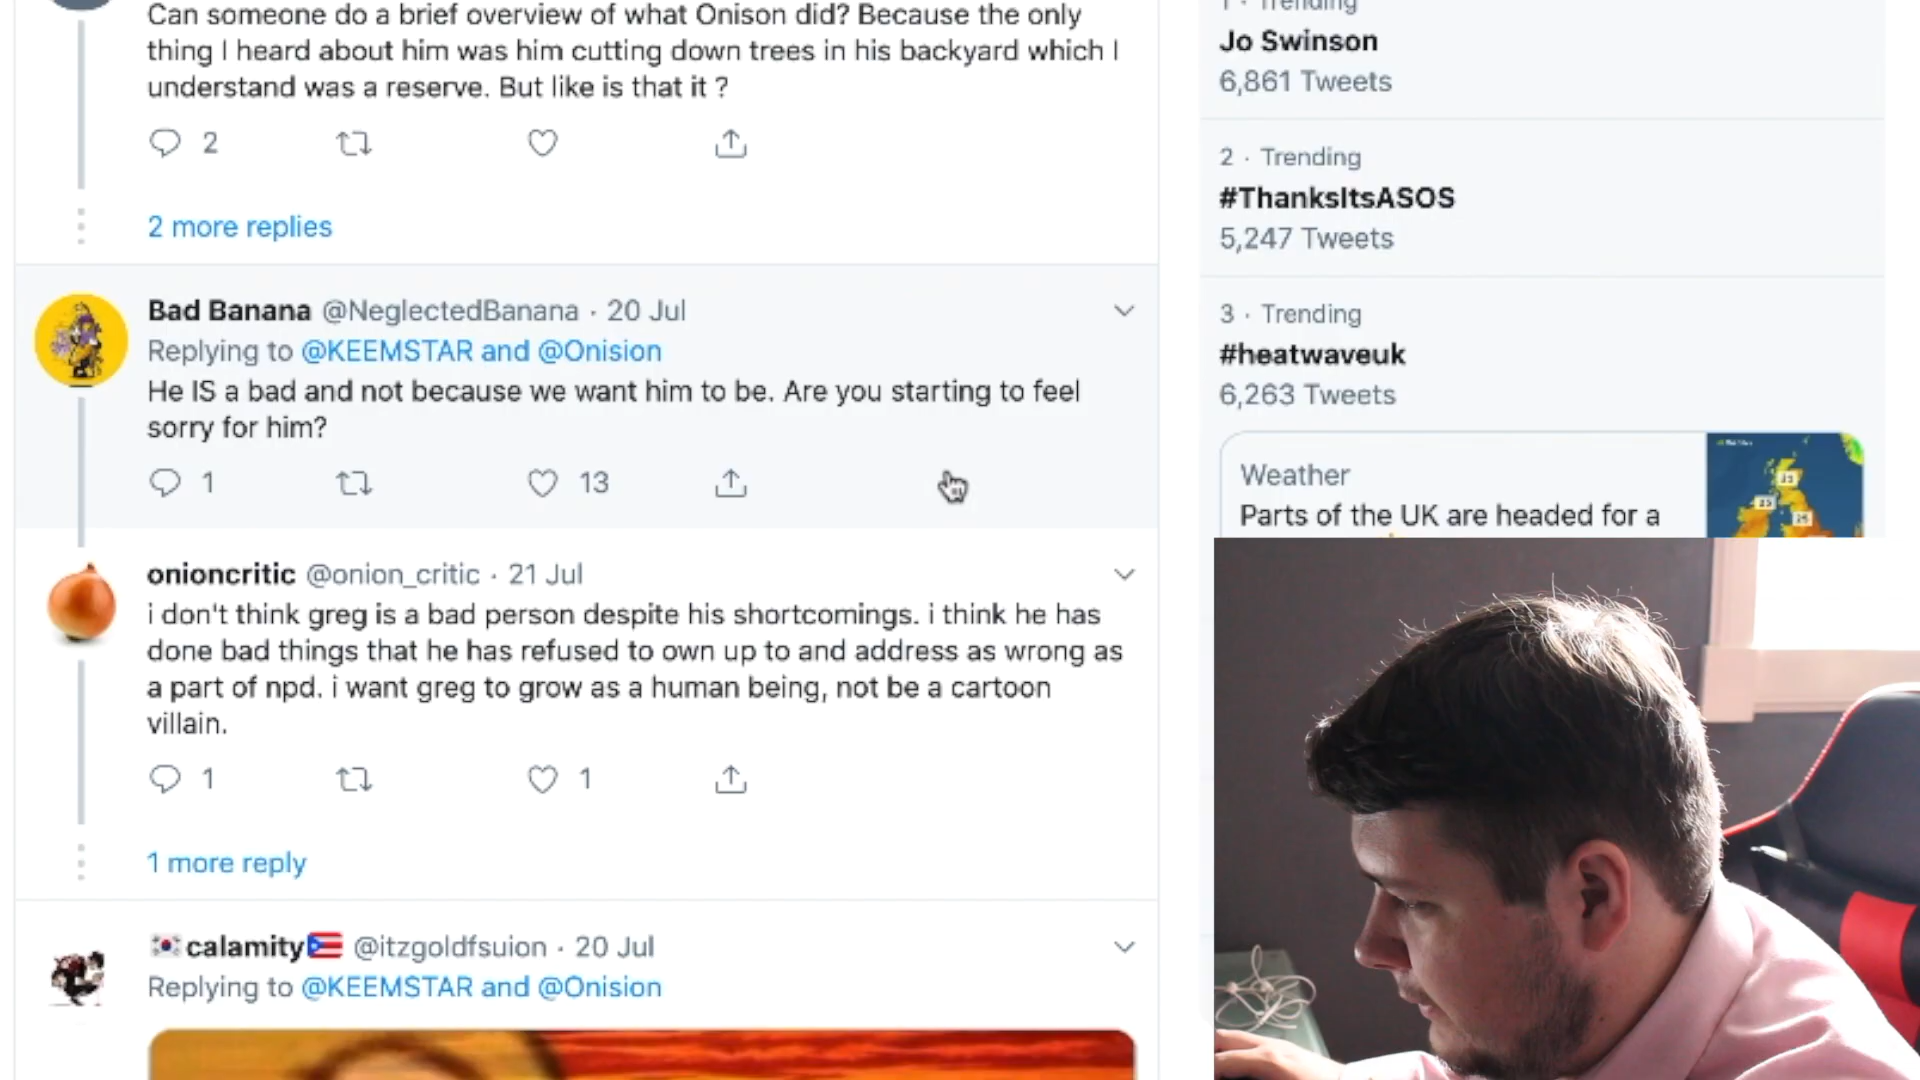 Can someone do a brief overview of what Onison did? Because the only
thing I heard about him was him cutting down trees in his backyard which I
understand was a reserve. But like is that it ?
2
2 more replies
Bad Banana @NeglectedBanana · 20 Jul
Replying to @KEEMSTAR and @Onision
He IS a bad and not because we want him to be. Are you starting to feel
sorry for him?
1 13
onioncritic @onion_critic · 21 Jul
i don't think greg is a bad person despite his shortcomings. i think he has
done bad things that he has refused to own up to and address as wrong as
a part of npd. i want greg to grow as a human being, not be a cartoon
villain.
1 1
1 more reply
calamity @itzgoldfsuion · 20 Jul
Replying to @KEEMSTAR and @Onision
1 · Trending
Jo Swinson
6,861 Tweets
2 · Trending
#ThanksItsASOS
5,247 Tweets
3 · Trending
#heatwaveuk
6,263 Tweets
Weather
Parts of the UK are headed for a